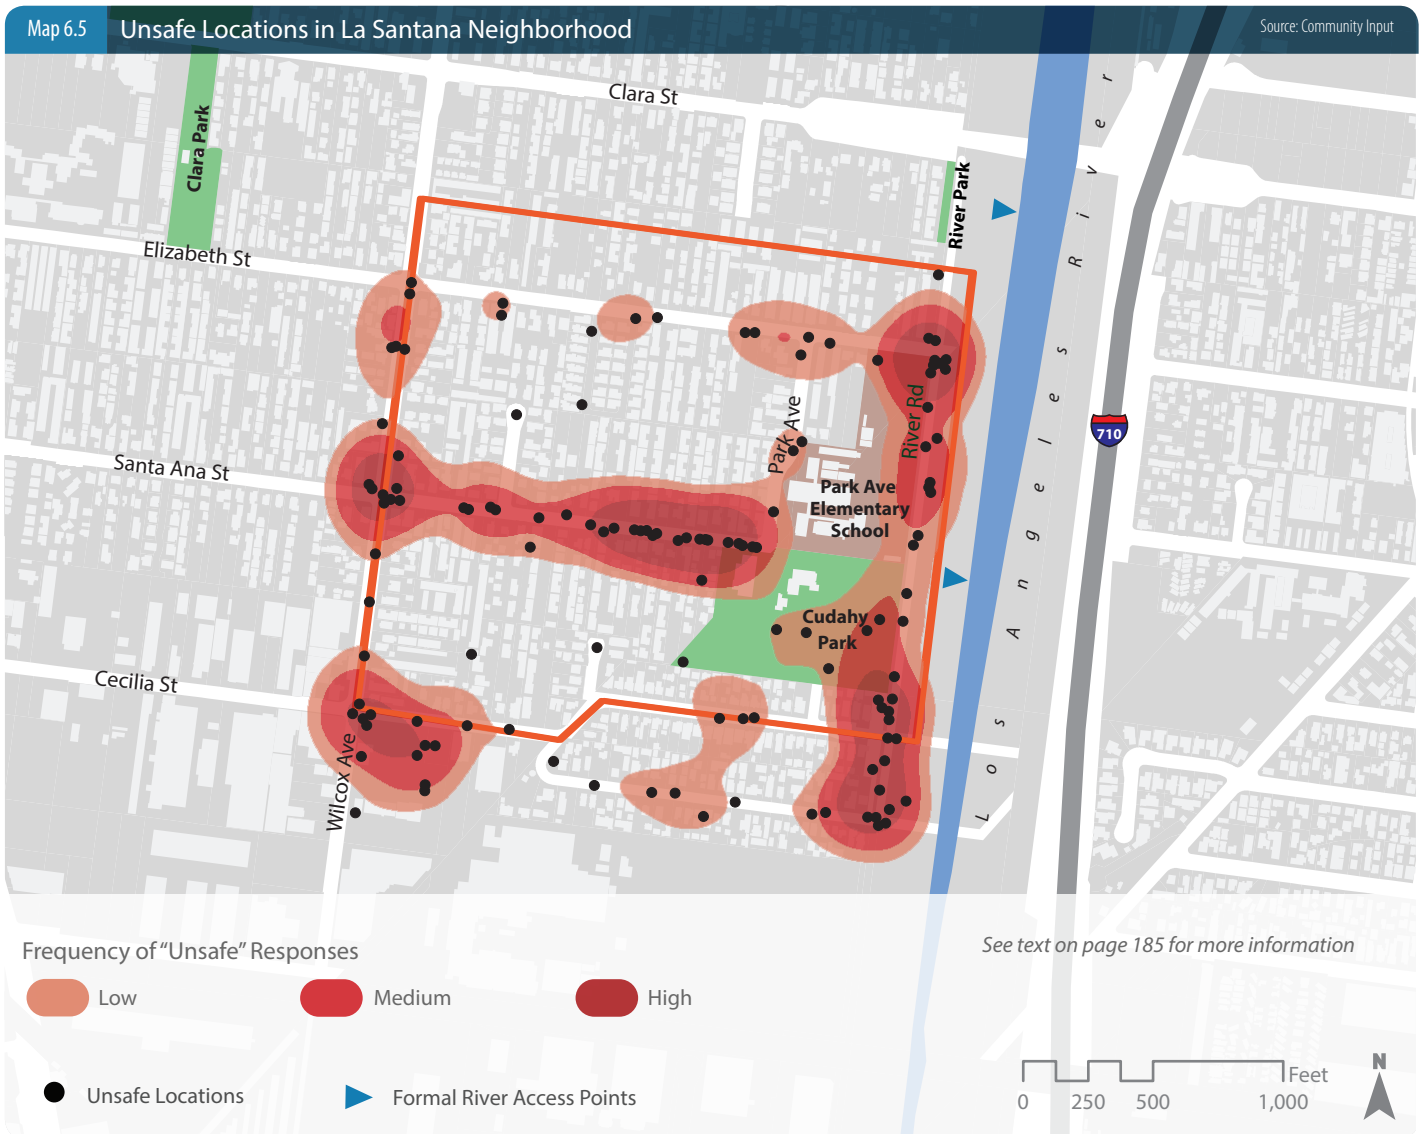 Map 6.5
Unsafe Locations in La Santana Neighborhood
Source: Community Input
Clara St
Clara Park
River Park
Elizabeth St
Los Angeles River
710
Park Ave
River Rd
Santa Ana St
Park Ave
Elementary
School
Cudahy
Park
Cecilia St
Wilcox Ave
Frequency of “Unsafe” Responses
See text on page 185 for more information
Low
Medium
High
Unsafe Locations
Formal River Access Points
N
Feet
0 250 500 1,000